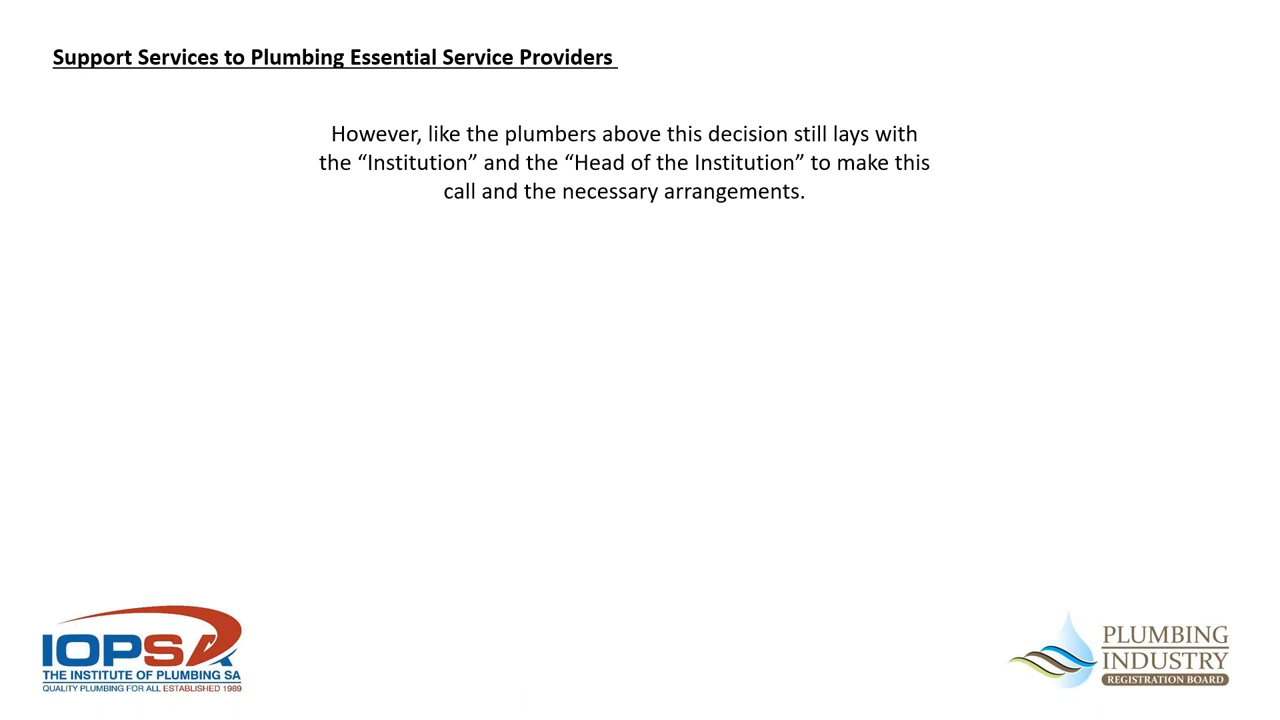 Support Services to Plumbing Essential Service Providers
However, like the plumbers above this decision still lays with
the “Institution” and the “Head of the Institution” to make this
call and the necessary arrangements.
IOPSA
THE INSTITUTE OF PLUMBING SA
QUALITY PLUMBING FOR ALL ESTABLISHED 1989
PLUMBING
INDUSTRY
REGISTRATION BOARD